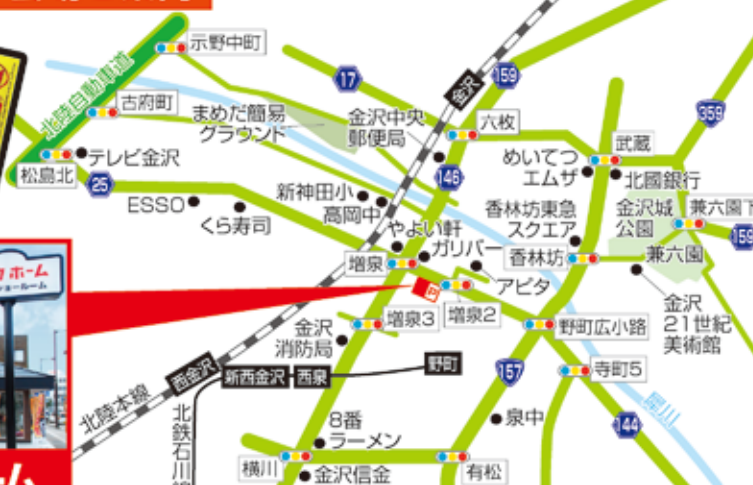 示野中町
北陸自動車道
古府町
17
金沢
159
359
まめだ簡易
グラウンド
金沢中央
郵便局
六枚
武蔵
テレビ金沢
松島北
25
146
めいてつ
エムザ
北國銀行
ESSO
くら寿司
新神田小
高岡中
やよい軒
ガリバー
香林坊東急
スクエア
金沢城
公園
兼六園下
159
兼六園
増泉
アピタ
香林坊
金沢
21世紀
美術館
ホーム
ショールーム
増泉3
増泉2
野町広小路
金沢
消防局
西金沢
新西金沢
西泉
野町
157
寺町5
144
犀川
北陸本線
北鉄石川線
8番
ラーメン
泉中
横川
金沢信金
有松